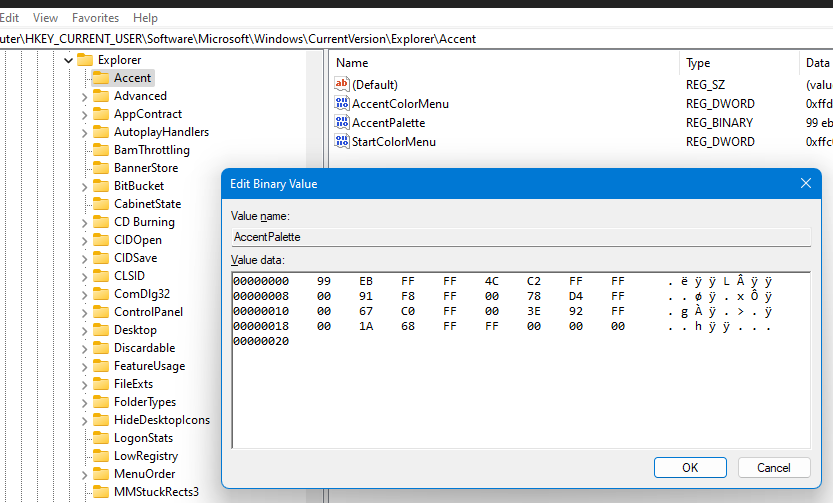 Edit View Favorites Help
uter\HKEY_CURRENT_USER\Software\Microsoft\Windows\CurrentVersion\Explorer\Accent
Explorer
Accent
Advanced
AppContract
AutoplayHandlers
BamThrottling
BannerStore
BitBucket
CabinetState
CD Burning
CIDOpen
CIDSave
CLSID
ComDlg32
ControlPanel
Desktop
Discardable
FeatureUsage
FileExts
FolderTypes
HideDesktopIcons
LogonStats
LowRegistry
MenuOrder
MMStuckRects3
Name Type Data
(Default) REG_SZ (valu
AccentColorMenu REG_DWORD 0xffd
AccentPalette REG_BINARY 99 eb
StartColorMenu REG_DWORD 0xffc
Edit Binary Value
Value name:
AccentPalette
Value data:
00000000 99 EB FF FF 4C C2 FF FF . ë ÿ ÿ L Â ÿ ÿ
00000008 00 91 F8 FF 00 78 D4 FF . . ø ÿ . x Ô ÿ
00000010 00 67 C0 FF 00 3E 92 FF . g À ÿ . > . ÿ
00000018 00 1A 68 FF FF 00 00 00 . . h ÿ ÿ . . .
00000020
OK Cancel